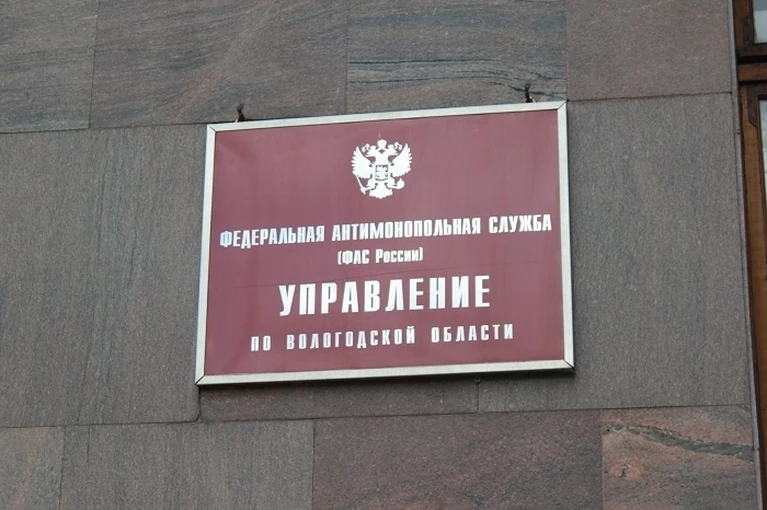 ФЕДЕРАЛЬНАЯ АНТИМОНОПОЛЬНАЯ СЛУЖБА
(ФАС России)
УПРАВЛЕНИЕ
ПО ВОЛОГОДСКОЙ ОБЛАСТИ